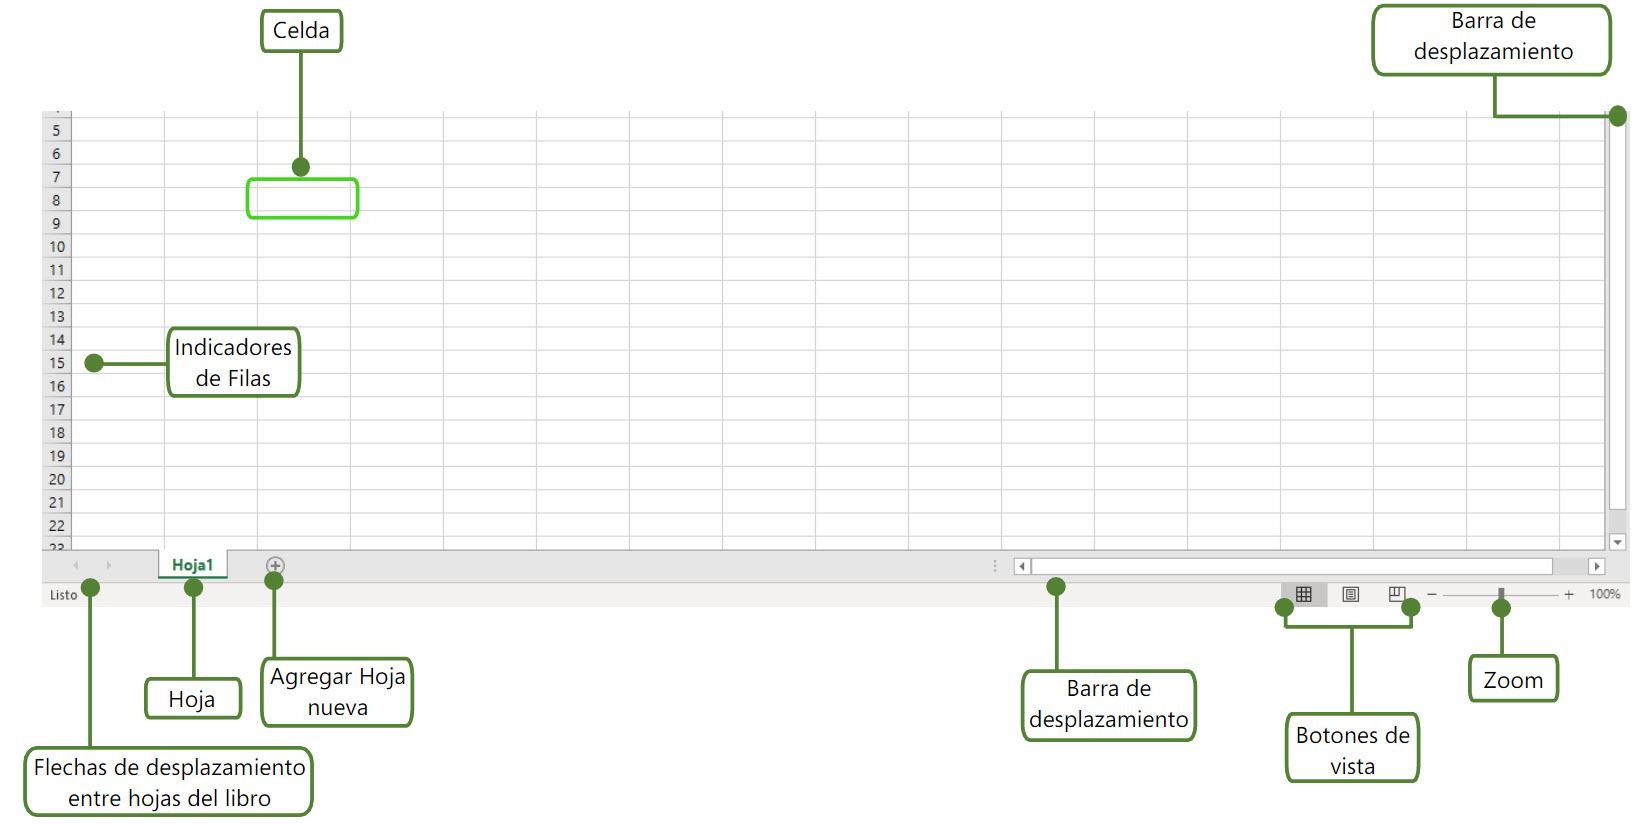 Celda
Barra de
desplazamiento
5
6
7
8
9
10
11
12
13
14
Indicadores
de Filas
15
16
17
18
19
20
21
22
23
Hoja1
Listo
100%
Agregar Hoja
nueva
Hoja
Barra de
desplazamiento
Zoom
Botones de
vista
Flechas de desplazamiento
entre hojas del libro